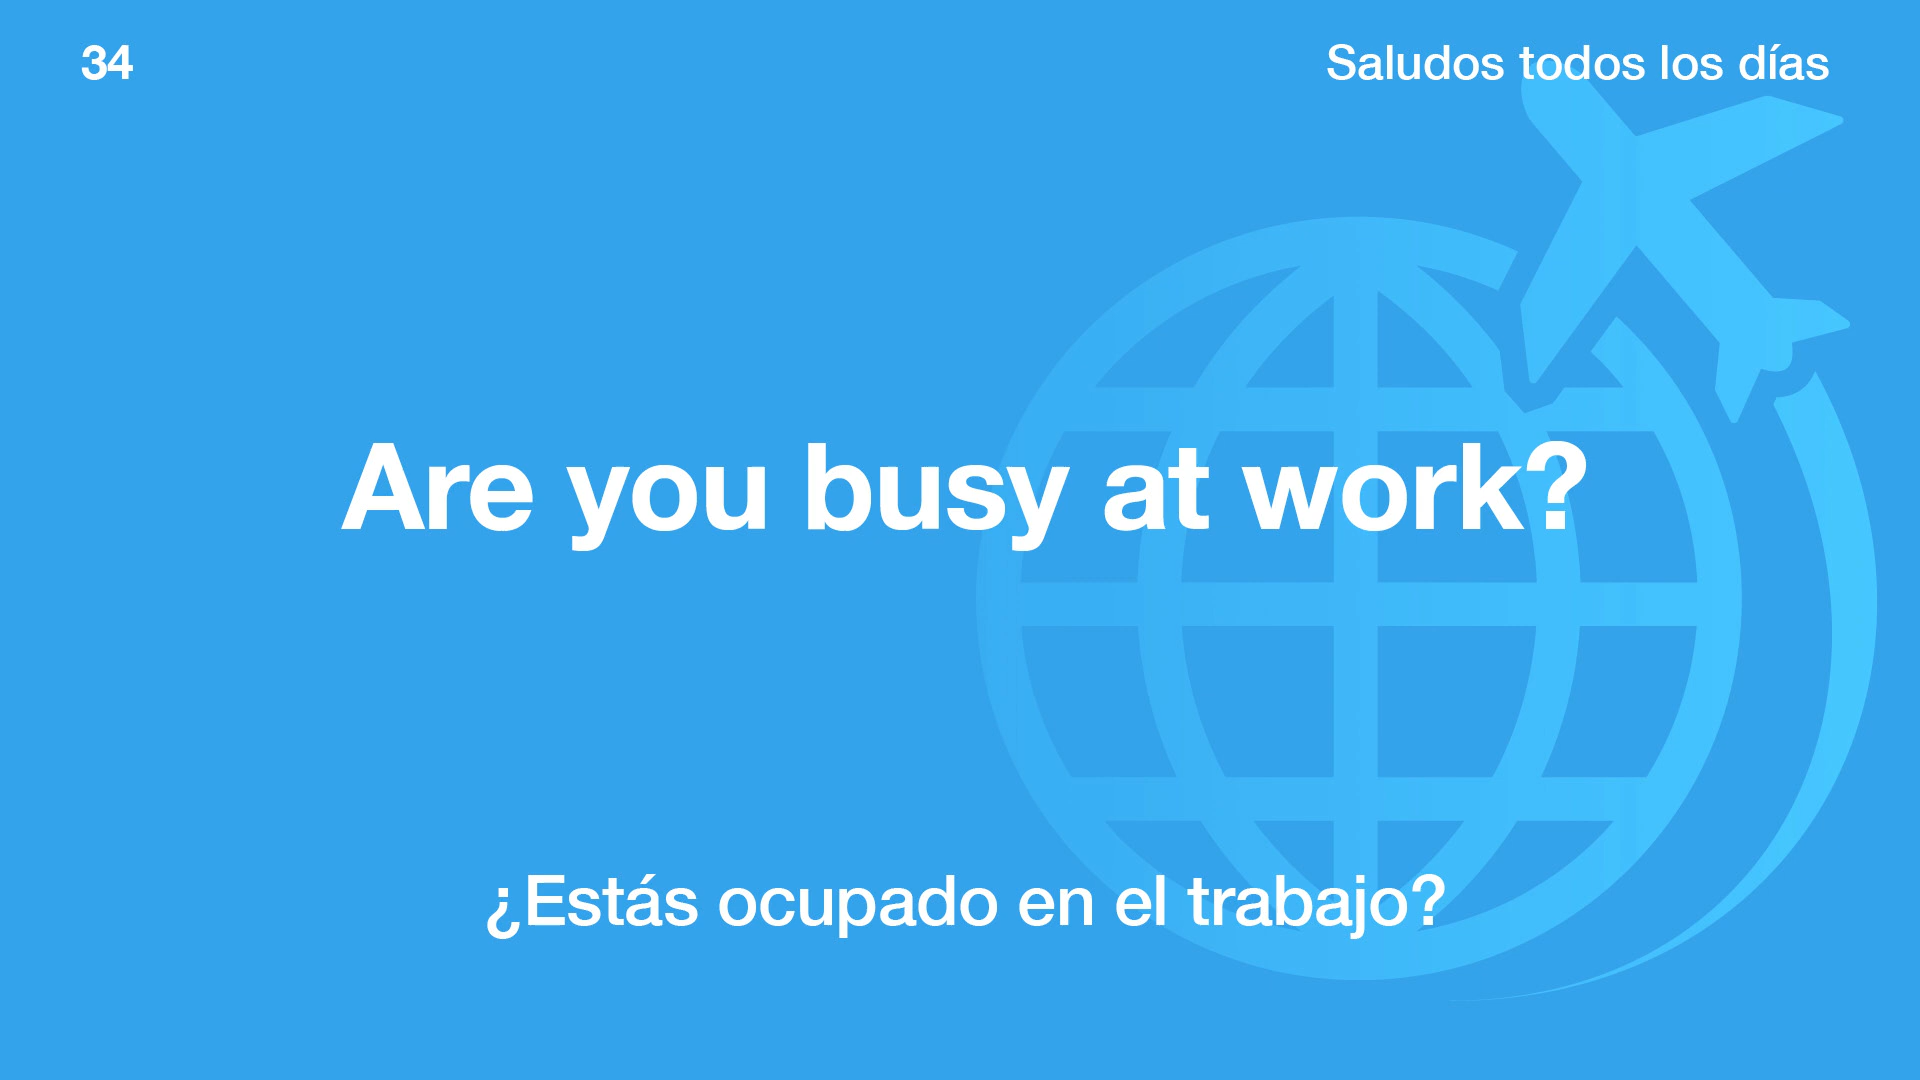 34
Saludos todos los días
Are you busy at work?
¿Estás ocupado en el trabajo?